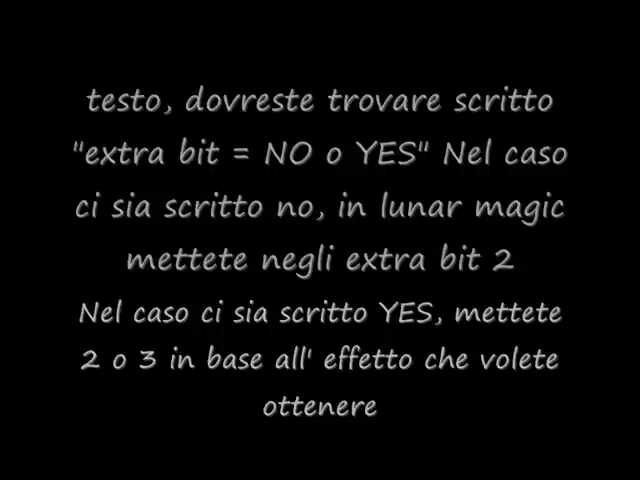 testo, dovreste trovare scritto
"extra bit = NO o YES" Nel caso
ci sia scritto no, in lunar magic
mettete negli extra bit 2
Nel caso ci sia scritto YES, mettete
2 o 3 in base all' effetto che volete
ottenere